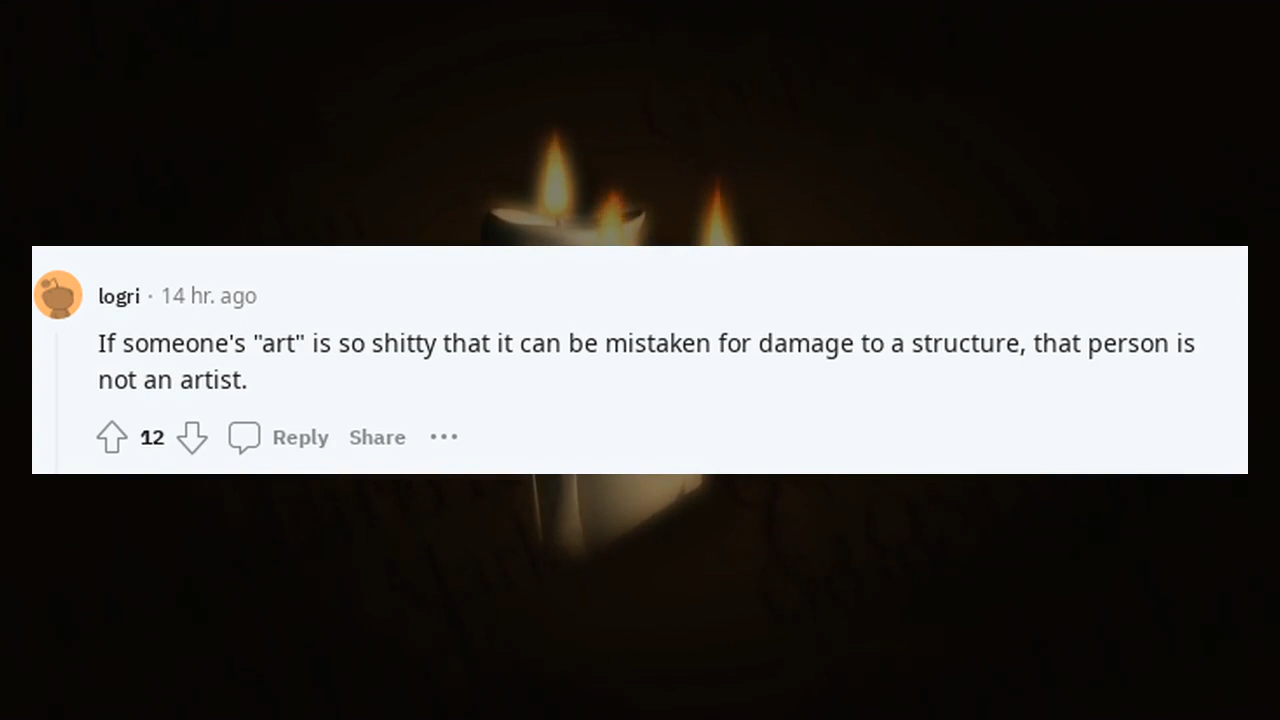 logri · 14 hr. ago
If someone's "art" is so shitty that it can be mistaken for damage to a structure, that person is
not an artist.
12 Reply Share •••